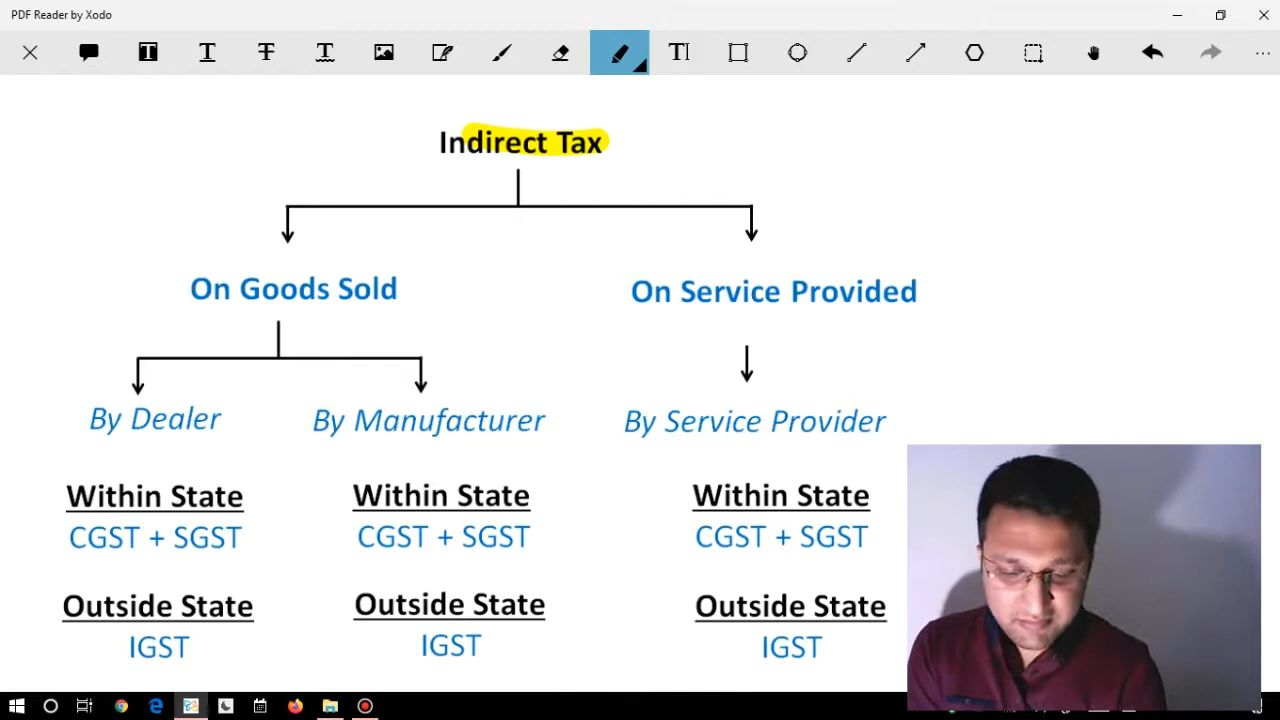 PDF Reader by Xodo
Indirect Tax
On Goods Sold
On Service Provided
By Dealer
By Manufacturer
By Service Provider
Within State
Within State
Within State
CGST + SGST
CGST + SGST
CGST + SGST
Outside State
Outside State
Outside State
IGST
IGST
IGST